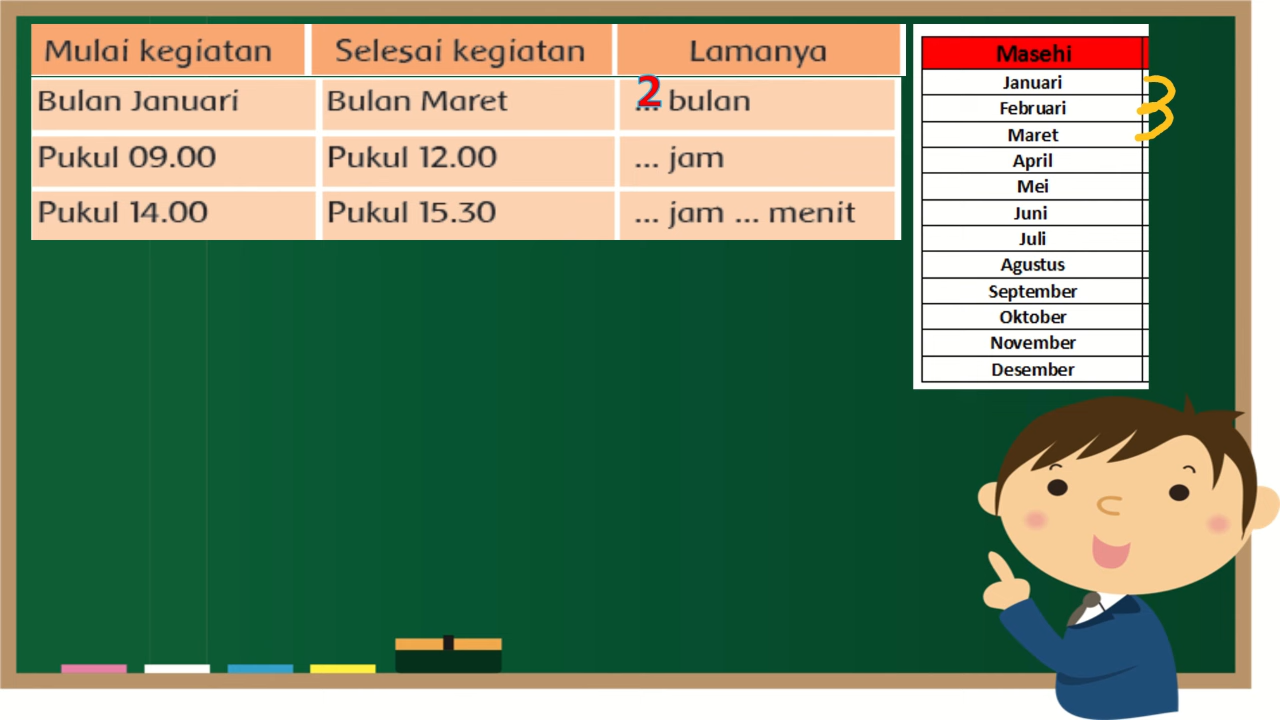 Mulai kegiatan Selesai kegiatan Lamanya
Bulan Januari Bulan Maret 2 ... bulan
Pukul 09.00 Pukul 12.00 ... jam
Pukul 14.00 Pukul 15.30 ... jam ... menit
Masehi
Januari
Februari
Maret
April
Mei
Juni
Juli
Agustus
September
Oktober
November
Desember